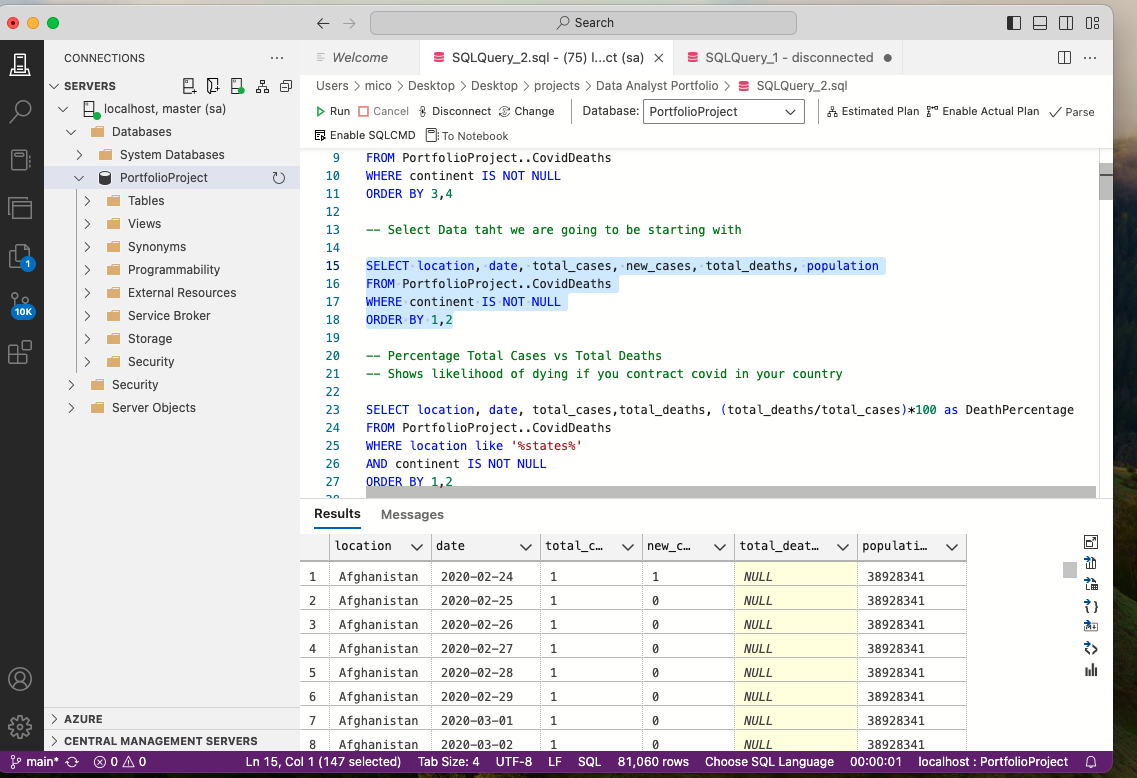 Search
CONNECTIONS
SERVERS
localhost, master (sa)
Databases
System Databases
PortfolioProject
Tables
Views
Synonyms
Programmability
External Resources
Service Broker
Storage
Security
Security
Server Objects
AZURE
CENTRAL MANAGEMENT SERVERS
1
10K
Welcome
SQLQuery_2.sql - (75) l...ct (sa)
SQLQuery_1 - disconnected
Users > mico > Desktop > Desktop > projects > Data Analyst Portfolio > SQLQuery_2.sql
Run Cancel Disconnect Change Database: PortfolioProject Estimated Plan Enable Actual Plan Parse
Enable SQLCMD To Notebook
9 FROM PortfolioProject..CovidDeaths
10 WHERE continent IS NOT NULL
11 ORDER BY 3,4
12
13 -- Select Data taht we are going to be starting with
14
15 SELECT location, date, total_cases, new_cases, total_deaths, population
16 FROM PortfolioProject..CovidDeaths
17 WHERE continent IS NOT NULL
18 ORDER BY 1,2
19
20 -- Percentage Total Cases vs Total Deaths
21 -- Shows likelihood of dying if you contract covid in your country
22
23 SELECT location, date, total_cases,total_deaths, (total_deaths/total_cases)*100 as DeathPercentage
24 FROM PortfolioProject..CovidDeaths
25 WHERE location like '%states%'
26 AND continent IS NOT NULL
27 ORDER BY 1,2
Results Messages
location date total_c… new_c… total_deat… populati…
1 Afghanistan 2020-02-24 1 1 NULL 38928341
2 Afghanistan 2020-02-25 1 0 NULL 38928341
3 Afghanistan 2020-02-26 1 0 NULL 38928341
4 Afghanistan 2020-02-27 1 0 NULL 38928341
5 Afghanistan 2020-02-28 1 0 NULL 38928341
6 Afghanistan 2020-02-29 1 0 NULL 38928341
7 Afghanistan 2020-03-01 1 0 NULL 38928341
8 Afghanistan 2020-03-02 1 0 NULL 38928341
main* 0 0 Ln 15, Col 1 (147 selected) Tab Size: 4 UTF-8 LF SQL 81,060 rows Choose SQL Language 00:00:01 localhost : PortfolioProject